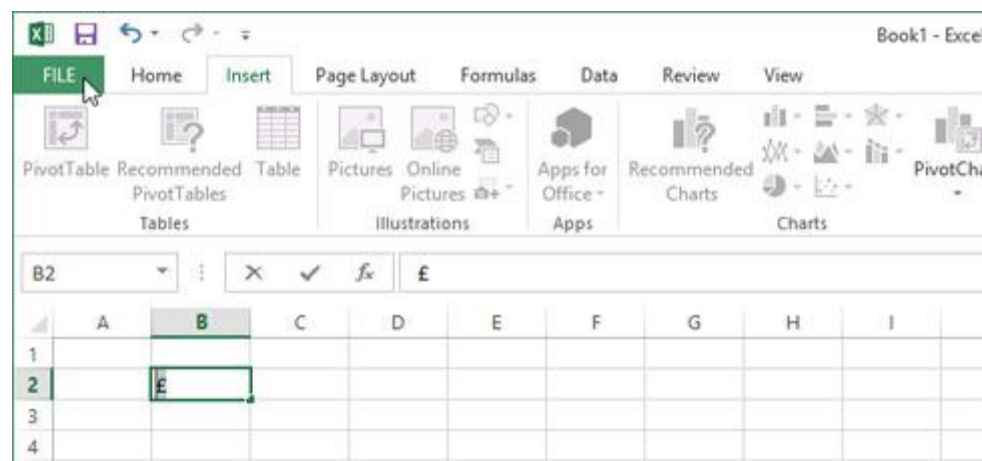 Book1 - Excel
FILE Home Insert Page Layout Formulas Data Review View
PivotTable Recommended PivotTables Table Pictures Online Pictures Apps for Office Recommended Charts PivotCha
Tables Illustrations Apps Charts
B2 fx £
A B C D E F G H I
1
2 £
3
4